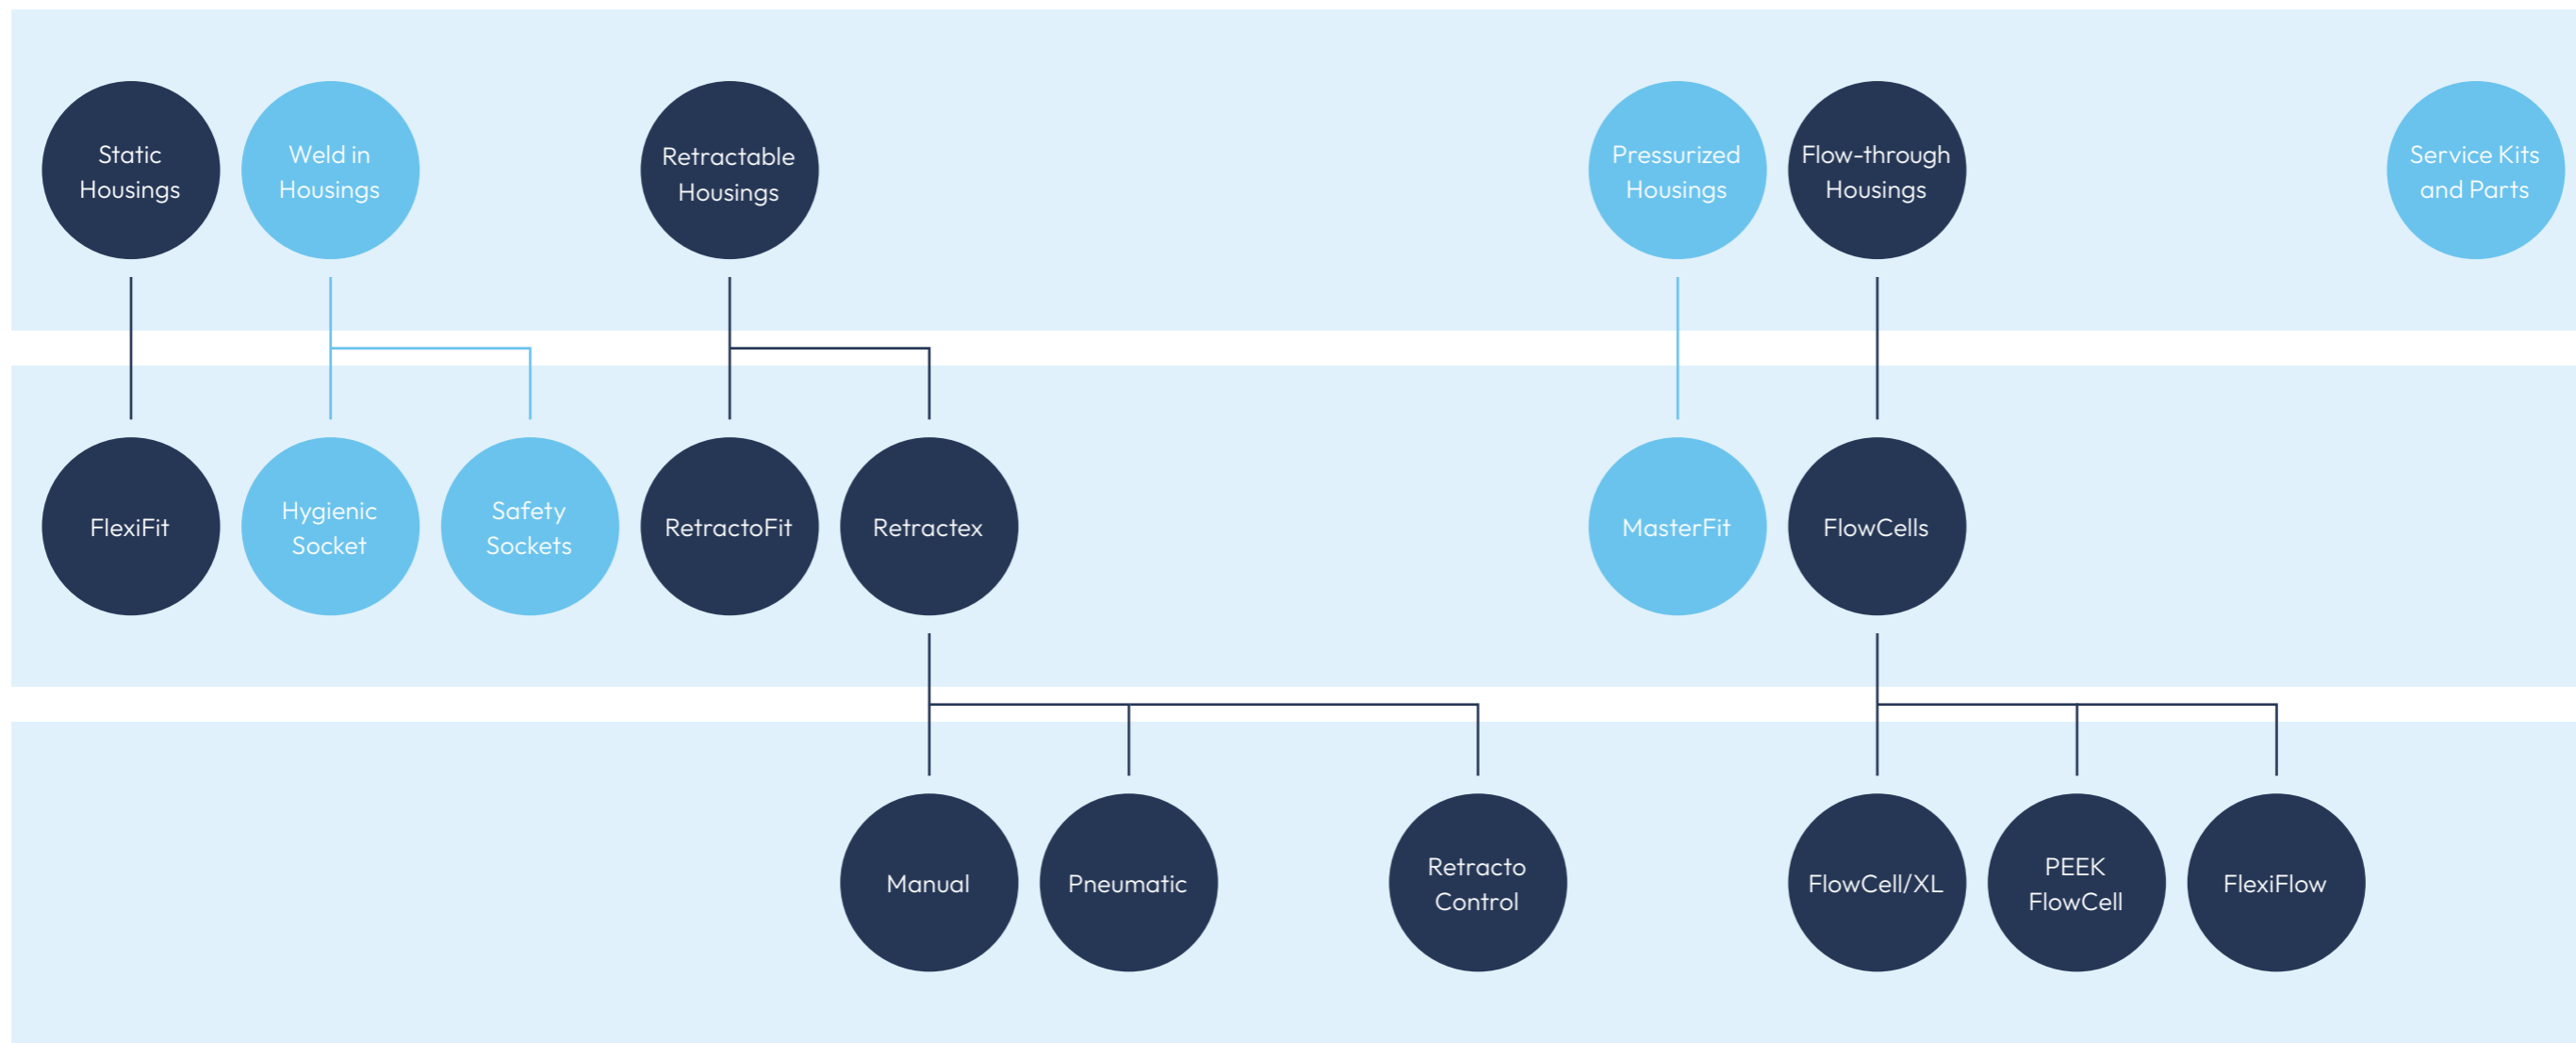 Static
Housings
Weld in
Housings
Retractable
Housings
Pressurized
Housings
Flow-through
Housings
Service Kits
and Parts
FlexiFit
Hygienic
Socket
Safety
Sockets
RetractoFit
Retractex
MasterFit
FlowCells
Manual
Pneumatic
Retracto
Control
FlowCell/XL
PEEK
FlowCell
FlexiFlow